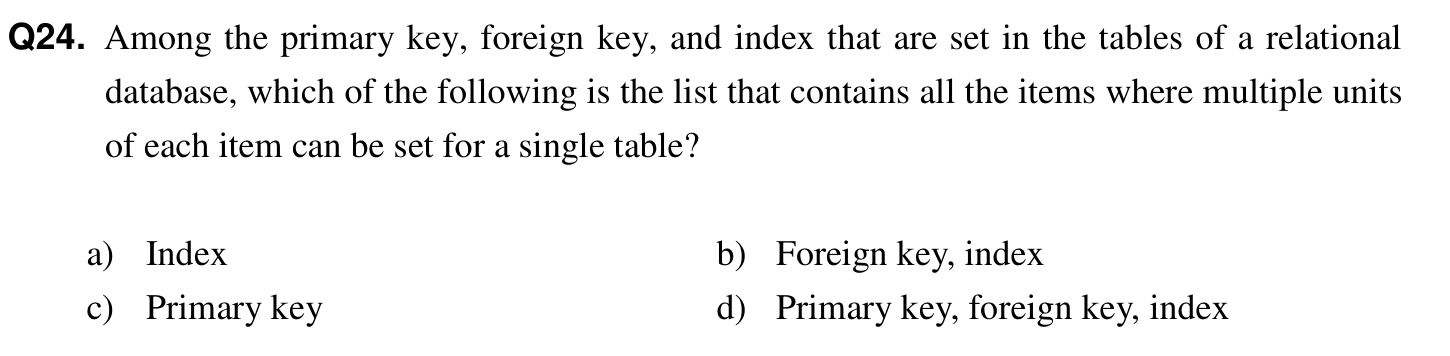 Q24. Among the primary key, foreign key, and index that are set in the tables of a relational
database, which of the following is the list that contains all the items where multiple units
of each item can be set for a single table?
a) Index b) Foreign key, index
c) Primary key d) Primary key, foreign key, index